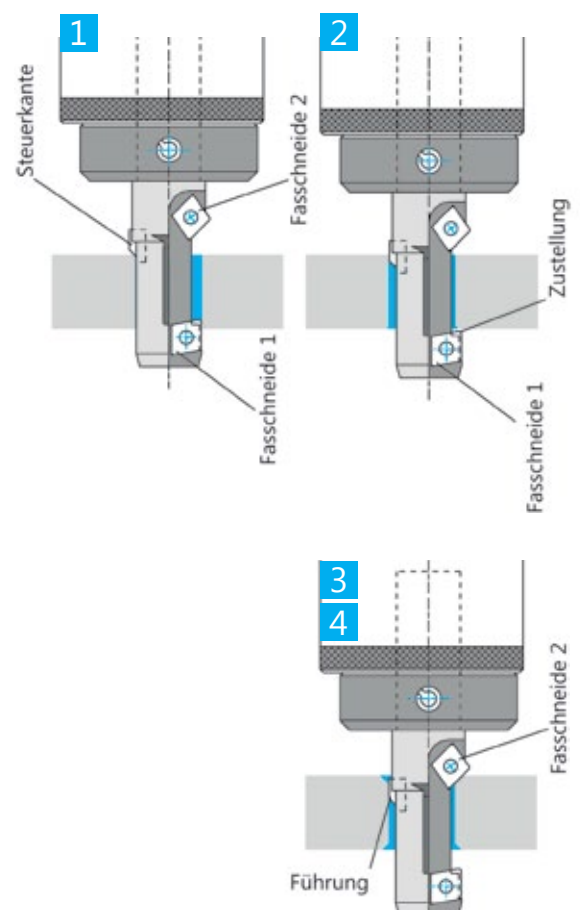 1
Steuerkante
Fasschneide 2
Fasschneide 1
2
Zustellung
Fasschneide 1
3
4
Fasschneide 2
Führung